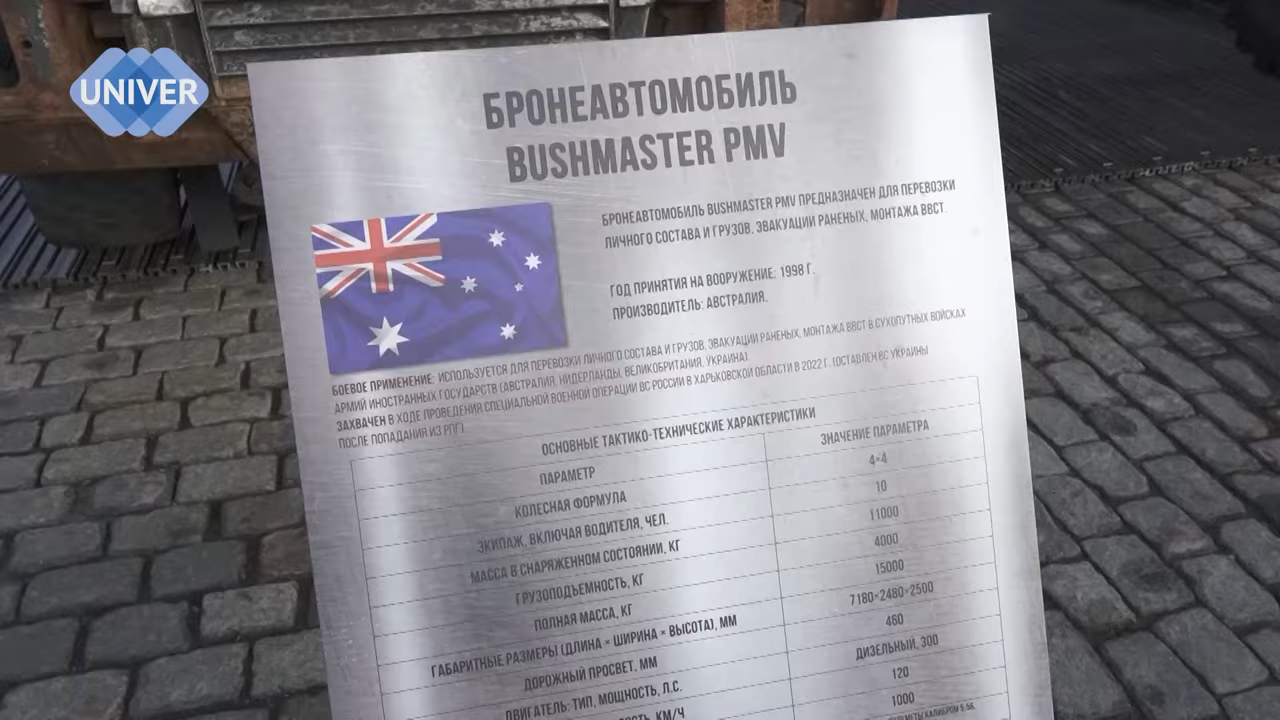 UNIVER
БРОНЕАВТОМОБИЛЬ
BUSHMASTER PMV
БРОНЕАВТОМОБИЛЬ BUSHMASTER PMV ПРЕДНАЗНАЧЕН ДЛЯ ПЕРЕВОЗКИ
ЛИЧНОГО СОСТАВА И ГРУЗОВ, ЭВАКУАЦИИ РАНЕНЫХ, МОНТАЖА ВВСТ.
ГОД ПРИНЯТИЯ НА ВООРУЖЕНИЕ: 1998 Г.
ПРОИЗВОДИТЕЛЬ: АВСТРАЛИЯ.
БОЕВОЕ ПРИМЕНЕНИЕ: ИСПОЛЬЗУЕТСЯ ДЛЯ ПЕРЕВОЗКИ ЛИЧНОГО СОСТАВА И ГРУЗОВ, ЭВАКУАЦИИ РАНЕНЫХ, МОНТАЖА ВВСТ В СУХОПУТНЫХ ВОЙСКАХ
АРМИЙ ИНОСТРАННЫХ ГОСУДАРСТВ (АВСТРАЛИЯ, НИДЕРЛАНДЫ, ВЕЛИКОБРИТАНИЯ, УКРАИНА).
ЗАХВАЧЕН В ХОДЕ ПРОВЕДЕНИЯ СПЕЦИАЛЬНОЙ ВОЕННОЙ ОПЕРАЦИИ ВС РОССИИ В ХАРЬКОВСКОЙ ОБЛАСТИ В 2022 Г. (ОСТАВЛЕН ВС УКРАИНЫ
ПОСЛЕ ПОПАДАНИЯ ИЗ РПГ).
ОСНОВНЫЕ ТАКТИКО-ТЕХНИЧЕСКИЕ ХАРАКТЕРИСТИКИ
ПАРАМЕТР ЗНАЧЕНИЕ ПАРАМЕТРА
КОЛЕСНАЯ ФОРМУЛА 4×4
ЭКИПАЖ, ВКЛЮЧАЯ ВОДИТЕЛЯ, ЧЕЛ. 10
МАССА В СНАРЯЖЕННОМ СОСТОЯНИИ, КГ 11000
ГРУЗОПОДЪЕМНОСТЬ, КГ 4000
ПОЛНАЯ МАССА, КГ 15000
ГАБАРИТНЫЕ РАЗМЕРЫ (ДЛИНА × ШИРИНА × ВЫСОТА), ММ 7180×2480×2500
ДОРОЖНЫЙ ПРОСВЕТ, ММ 460
ДВИГАТЕЛЬ: ТИП, МОЩНОСТЬ, Л.С. ДИЗЕЛЬНЫЙ, 300
КМ/Ч 120
1000
КАЛИБРОМ 5.56,